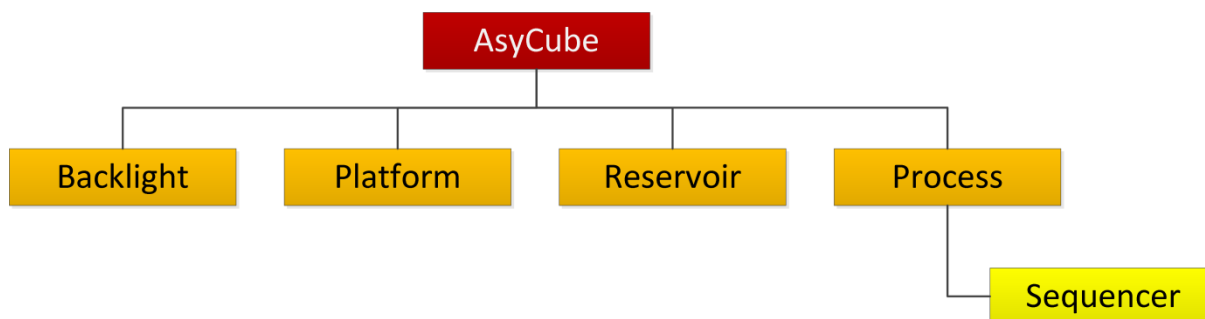 AsyCube
Backlight
Platform
Reservoir
Process
Sequencer